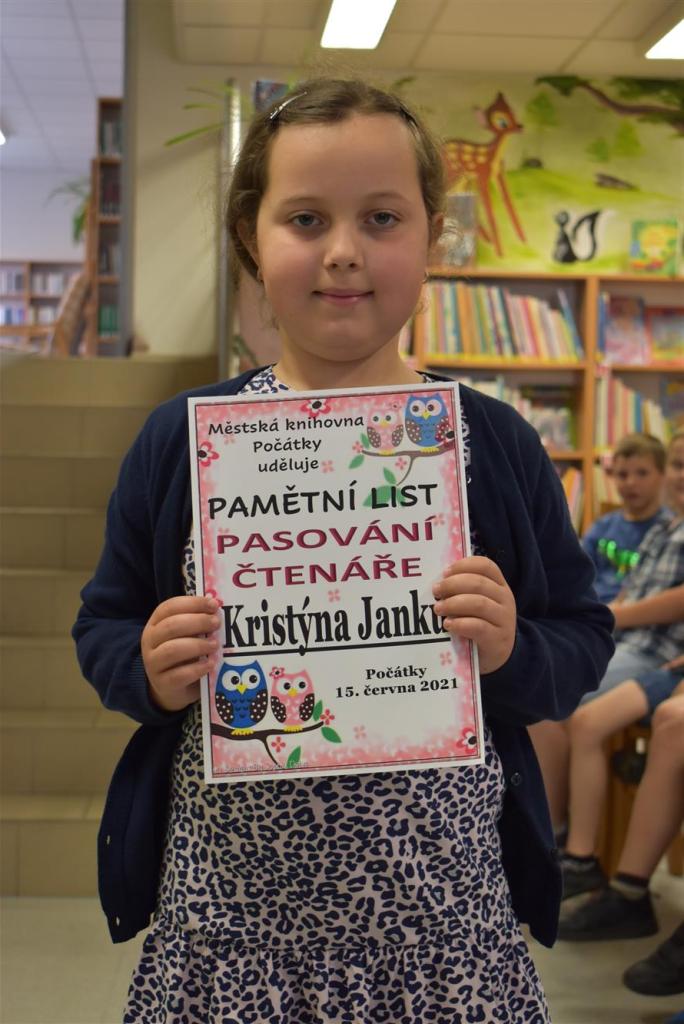 Městská knihovna
Počátky
uděluje
PAMĚTNÍ LIST
PASOVÁNÍ
ČTENÁŘE
Kristýna Janků
Počátky
15. června 2021